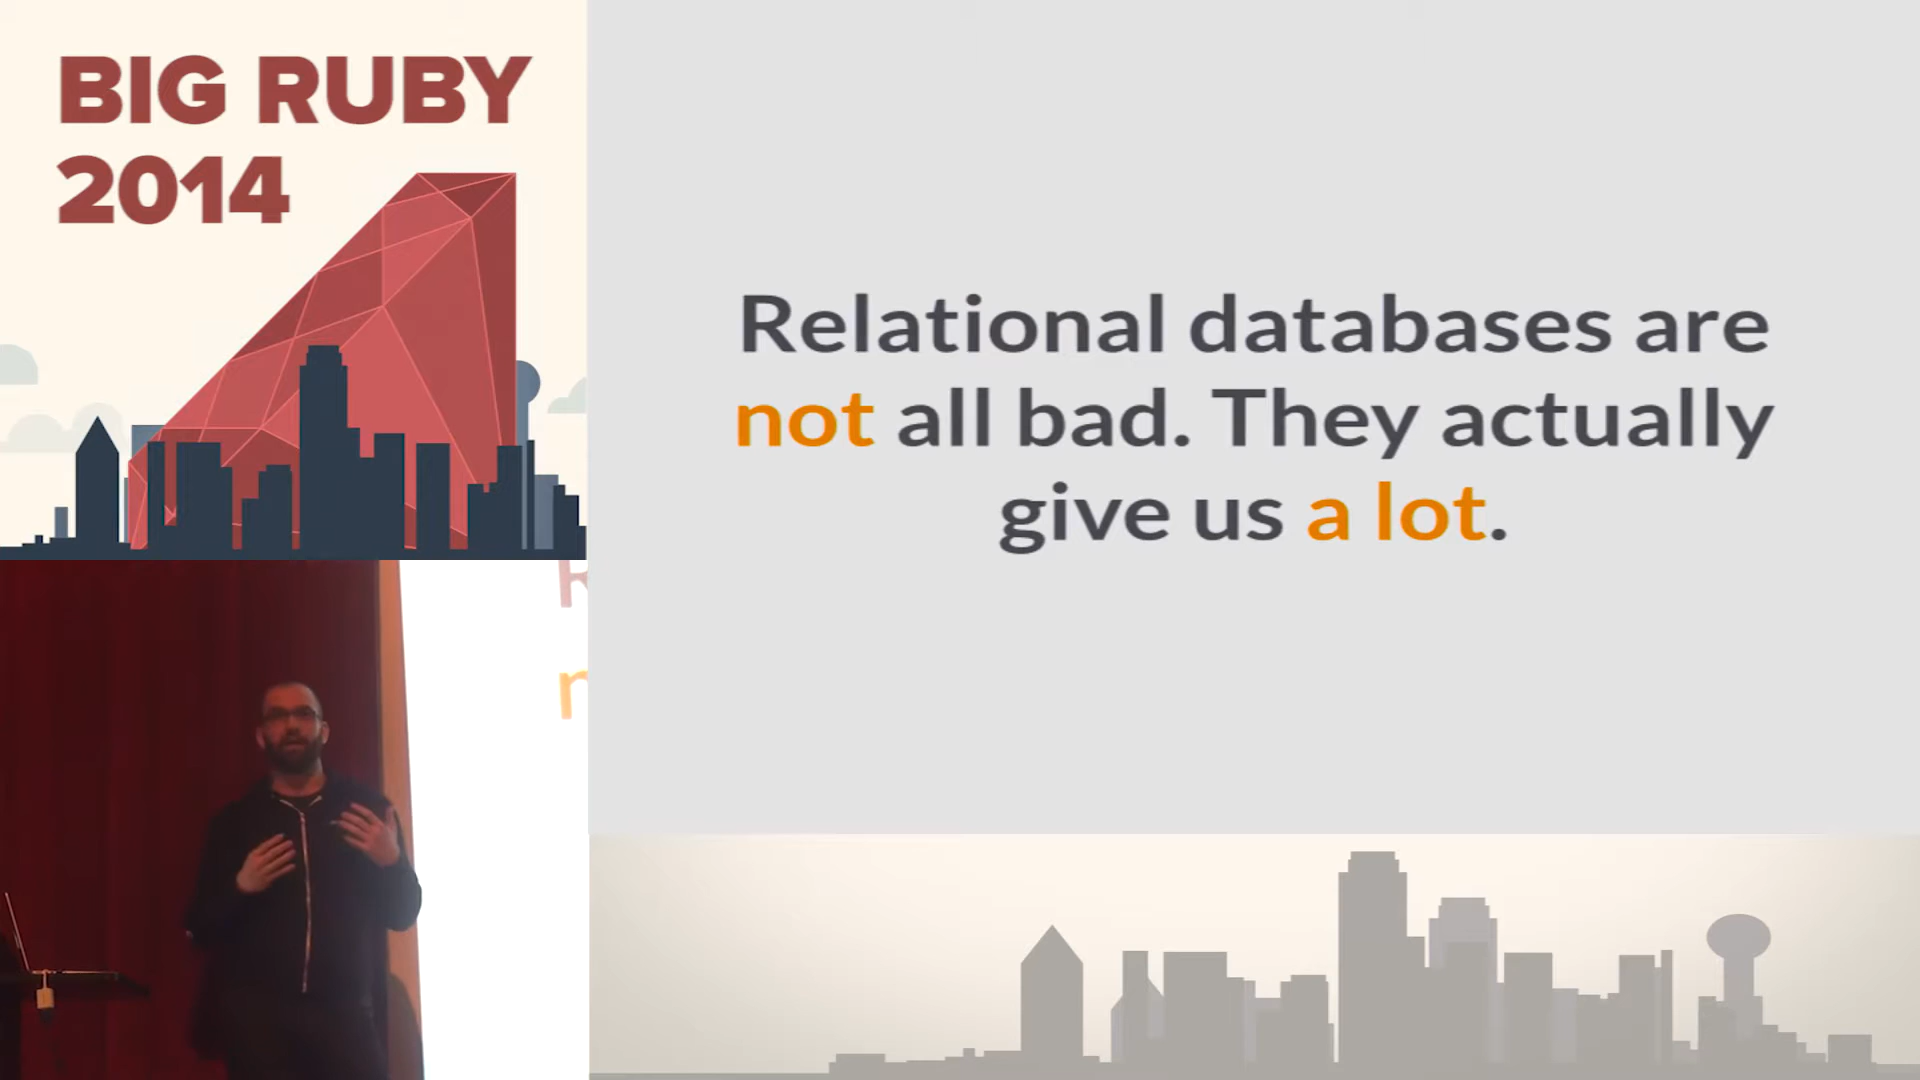 BIG RUBY
2014
Relational databases are
not all bad. They actually
give us a lot.